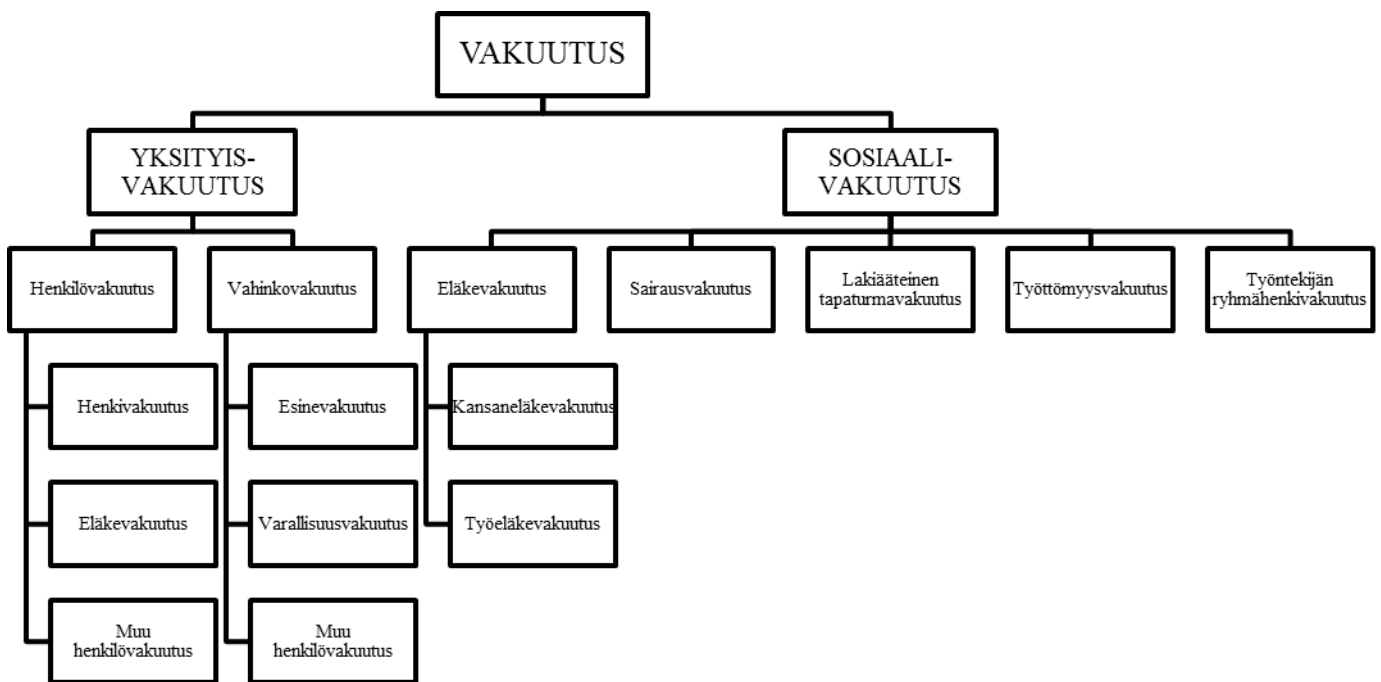 VAKUUTUS
YKSITYIS-
VAKUUTUS
SOSIAALI-
VAKUUTUS
Henkilövakuutus
Vahinkovakuutus
Eläkevakuutus
Sairausvakuutus
Lakiääteinen
tapaturmavakuutus
Työttömyysvakuutus
Työntekijän
ryhmähenkivakuutus
Henkivakuutus
Esinevakuutus
Kansaneläkevakuutus
Eläkevakuutus
Varallisuusvakuutus
Työeläkevakuutus
Muu
henkilövakuutus
Muu
henkilövakuutus